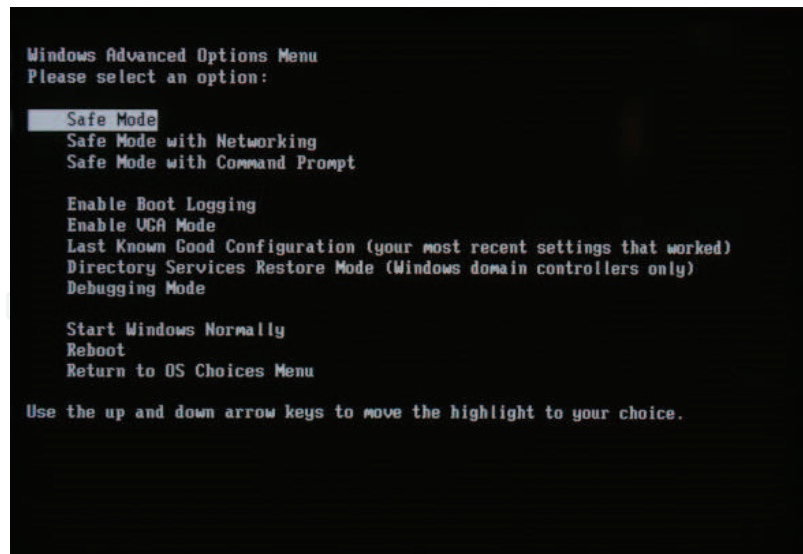 Windows Advanced Options Menu
Please select an option:
Safe Mode
Safe Mode with Networking
Safe Mode with Command Prompt
Enable Boot Logging
Enable VGA Mode
Last Known Good Configuration (your most recent settings that worked)
Directory Services Restore Mode (Windows domain controllers only)
Debugging Mode
Start Windows Normally
Reboot
Return to OS Choices Menu
Use the up and down arrow keys to move the highlight to your choice.